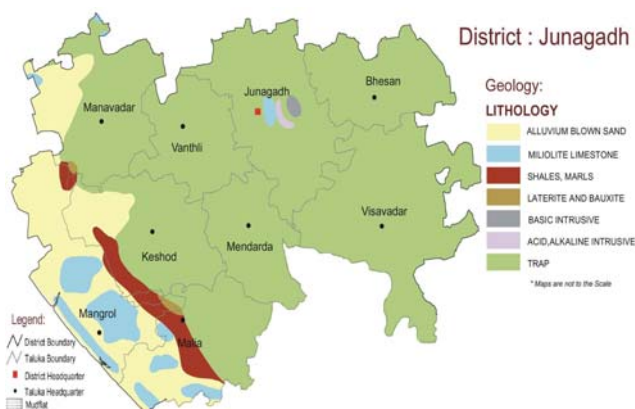 District : Junagadh
Geology:
LITHOLOGY
ALLUVIUM BLOWN SAND
MILIOLITE LIMESTONE
SHALES, MARLS
LATERITE AND BAUXITE
BASIC INTRUSIVE
ACID,ALKALINE INTRUSIVE
TRAP
* Maps are not to the Scale
Manavadar
Vanthli
Junagadh
Bhesan
Visavadar
Keshod
Mendarda
Mangrol
Malia
Legend:
District Boundary
Taluka Boundary
District Headquarter
Taluka Headquarter
Mudflat